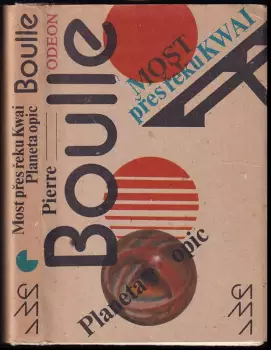 Most přes řeku Kwai
Planeta opic
Boulle
ODEON
Pierre
Boulle
MOST
přes řeku KWAI
Planeta opic